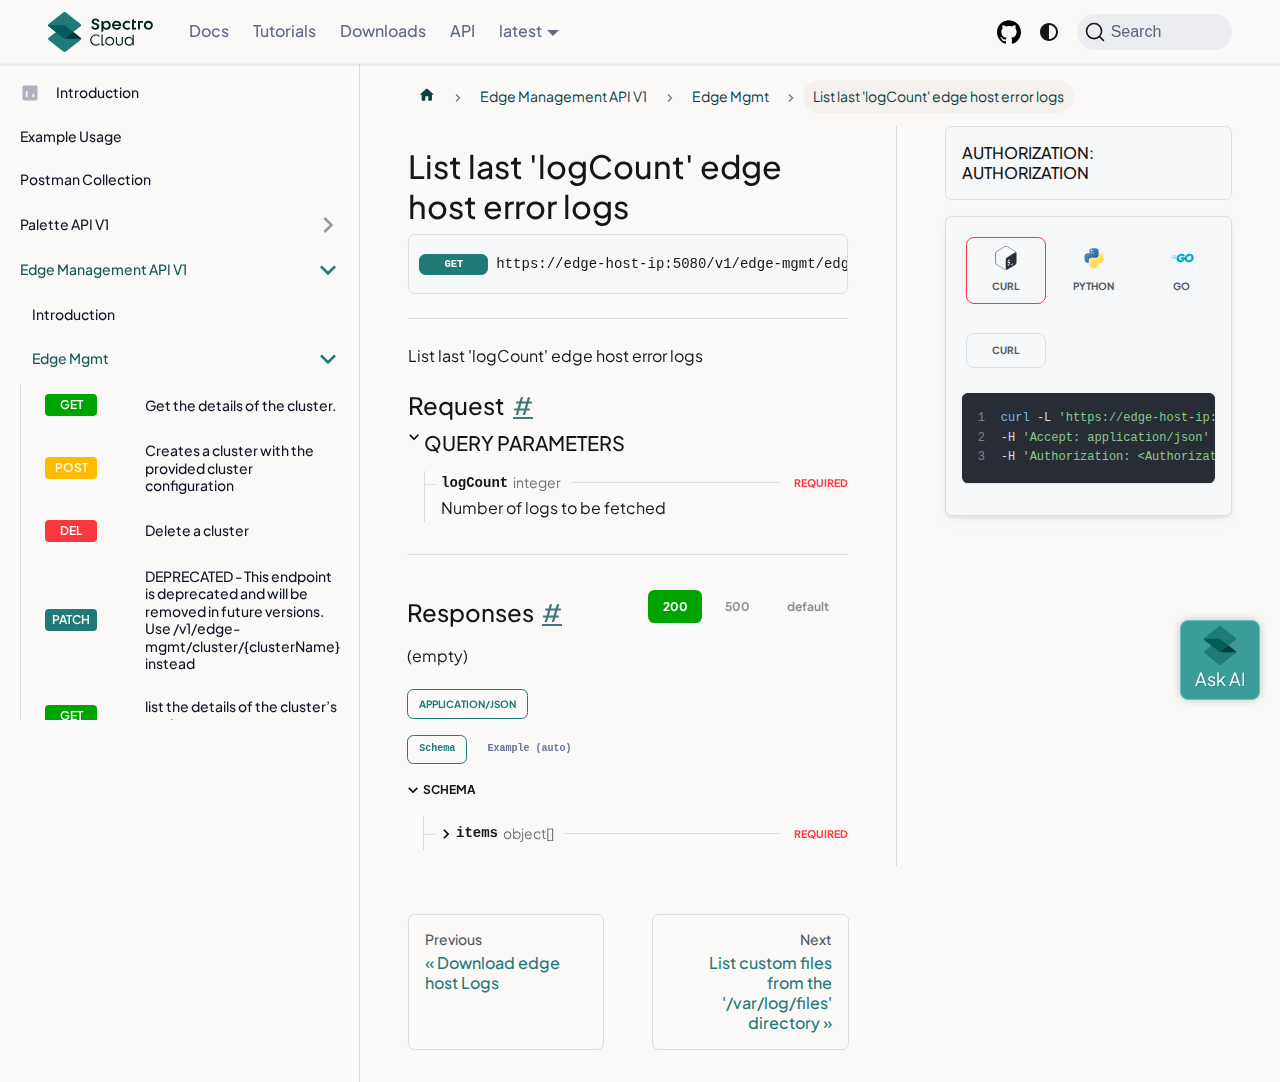 Spectro
Cloud
Docs
Tutorials
Downloads
API
latest
Search
Introduction
Example Usage
Postman Collection
Palette API V1
Edge Management API V1
Introduction
Edge Mgmt
GET
Get the details of the cluster.
POST
Creates a cluster with the
provided cluster
configuration
DEL
Delete a cluster
PATCH
DEPRECATED - This endpoint
is deprecated and will be
removed in future versions.
Use /v1/edge-
mgmt/cluster/{clusterName}
instead
GET
list the details of the cluster's
Edge Management API V1
Edge Mgmt
List last 'logCount' edge host error logs
List last 'logCount' edge
host error logs
GET
https://edge-host-ip:5080/v1/edge-mgmt/edg
List last 'logCount' edge host error logs
Request #
QUERY PARAMETERS
logCount integer
REQUIRED
Number of logs to be fetched
Responses #
200
500
default
(empty)
APPLICATION/JSON
Schema
Example (auto)
SCHEMA
items object[]
REQUIRED
Previous
« Download edge
host Logs
Next
List custom files
from the
'/var/log/files'
directory »
AUTHORIZATION:
AUTHORIZATION
CURL
PYTHON
GO
GO
CURL
1 curl -L 'https://edge-host-ip:
2 -H 'Accept: application/json'
3 -H 'Authorization: <Authorizat
Ask AI